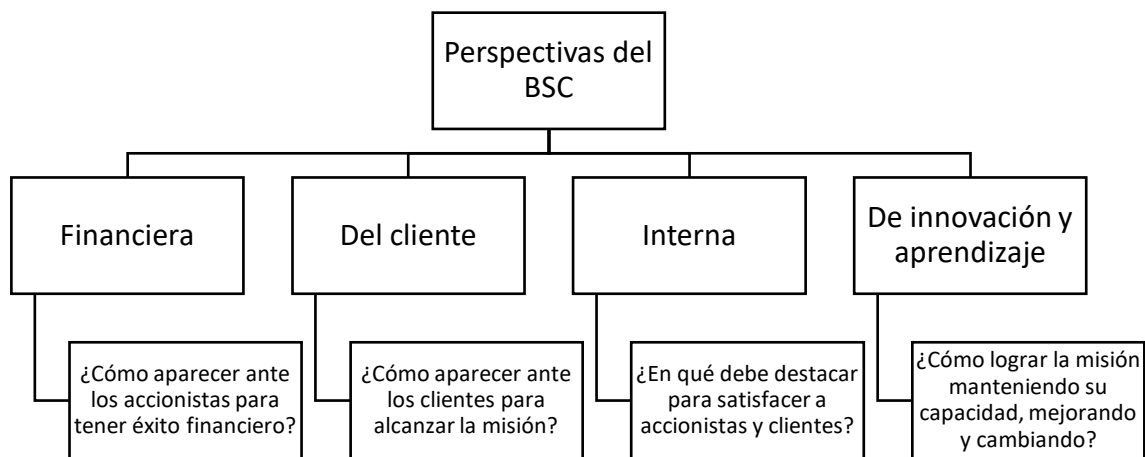 Perspectivas del
BSC
Financiera
Del cliente
Interna
De innovación y
aprendizaje
¿Cómo aparecer ante
los accionistas para
tener éxito financiero?
¿Cómo aparecer ante
los clientes para
alcanzar la misión?
¿En qué debe destacar
para satisfacer a
accionistas y clientes?
¿Cómo lograr la misión
manteniendo su
capacidad, mejorando
y cambiando?